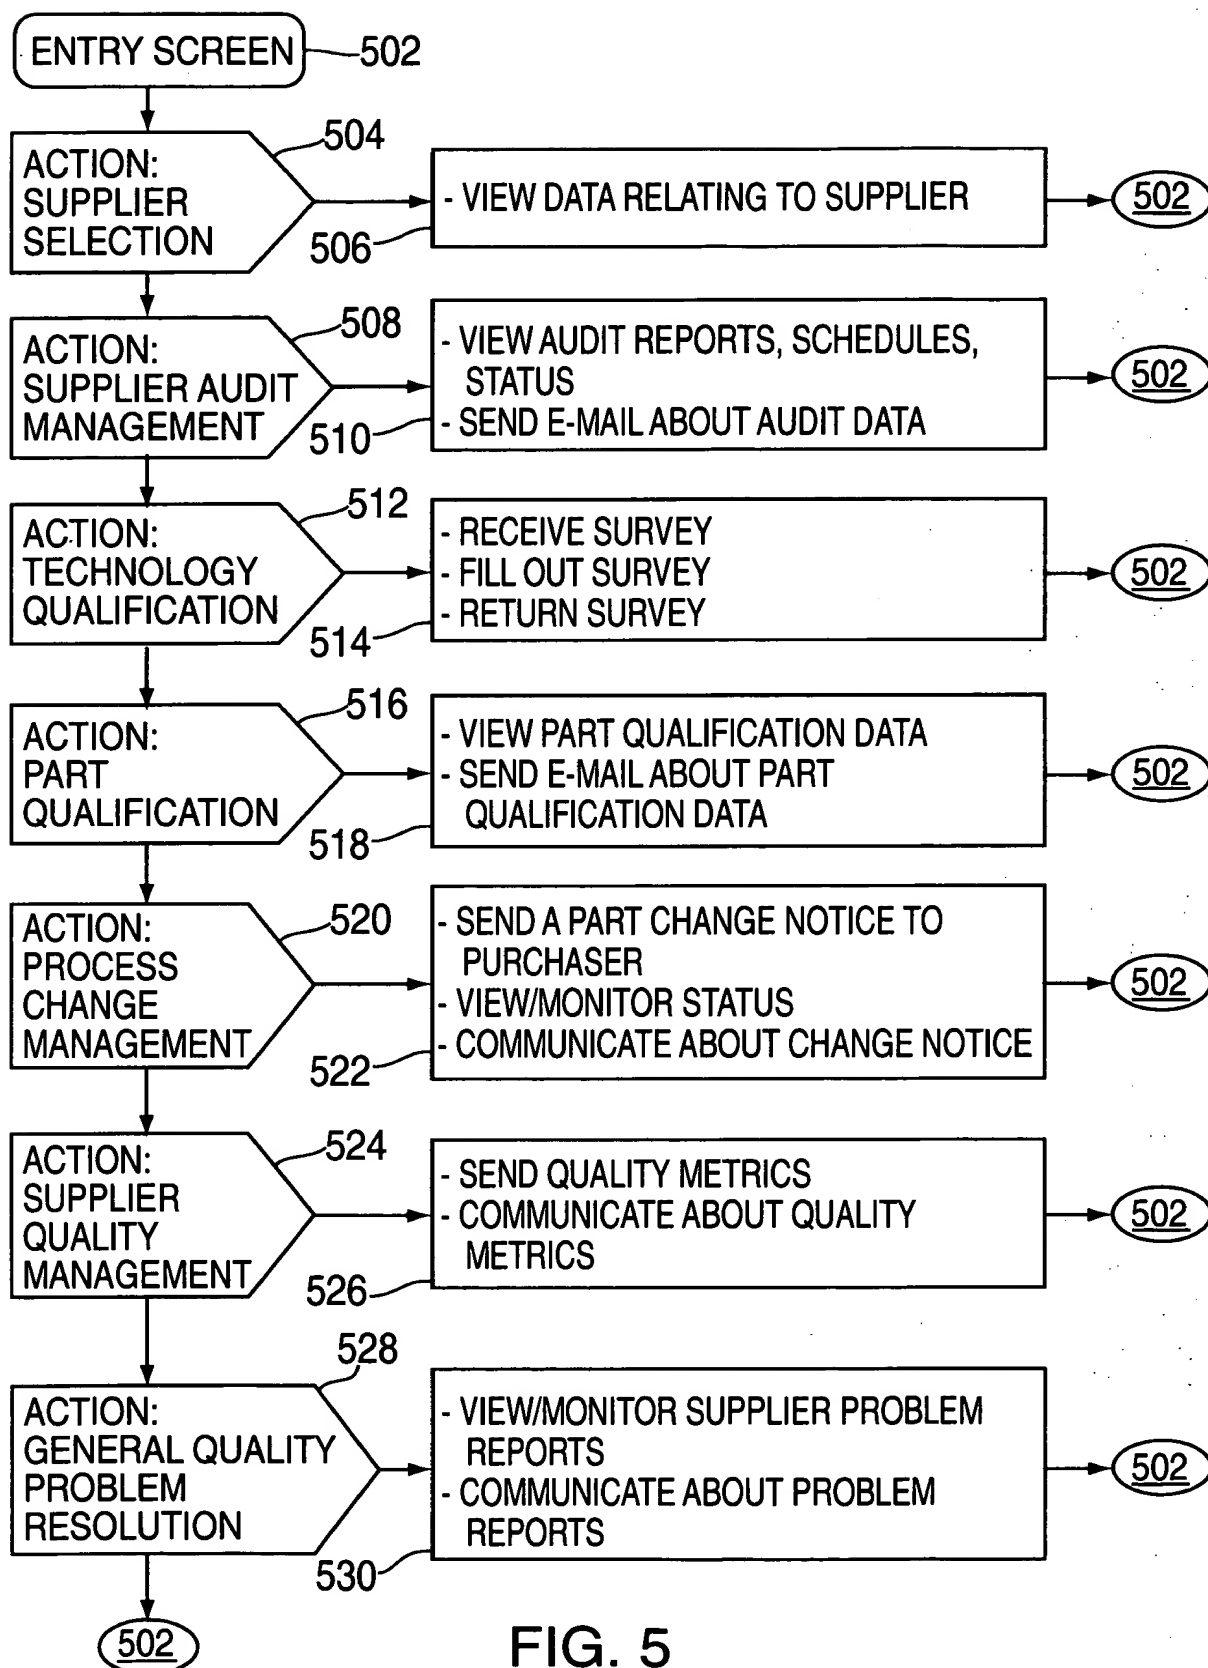 ENTRY SCREEN
502
ACTION:
SUPPLIER
SELECTION
504
- VIEW DATA RELATING TO SUPPLIER
506
502
ACTION:
SUPPLIER AUDIT
MANAGEMENT
508
- VIEW AUDIT REPORTS, SCHEDULES,
STATUS
- SEND E-MAIL ABOUT AUDIT DATA
510
502
ACTION:
TECHNOLOGY
QUALIFICATION
512
- RECEIVE SURVEY
- FILL OUT SURVEY
- RETURN SURVEY
514
502
ACTION:
PART
QUALIFICATION
516
- VIEW PART QUALIFICATION DATA
- SEND E-MAIL ABOUT PART
QUALIFICATION DATA
518
502
ACTION:
PROCESS
CHANGE
MANAGEMENT
520
- SEND A PART CHANGE NOTICE TO
PURCHASER
- VIEW/MONITOR STATUS
- COMMUNICATE ABOUT CHANGE NOTICE
522
502
ACTION:
SUPPLIER
QUALITY
MANAGEMENT
524
- SEND QUALITY METRICS
- COMMUNICATE ABOUT QUALITY
METRICS
526
502
ACTION:
GENERAL QUALITY
PROBLEM
RESOLUTION
528
- VIEW/MONITOR SUPPLIER PROBLEM
REPORTS
- COMMUNICATE ABOUT PROBLEM
REPORTS
530
502
502
FIG. 5